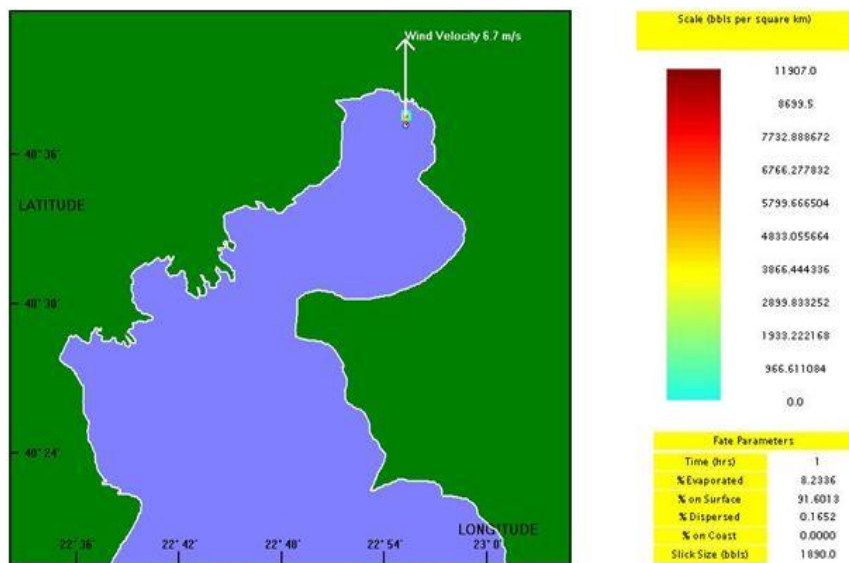 Wind Velocity 6.7 m/s
40° 36'
LATITUDE
40° 30'
40° 24'
LONGITUDE
22° 36'
22° 42'
22° 48'
22° 54'
23° 0'
Scale (bbls per square km)
11907.0
8699.5
7732.888672
6766.277832
5799.666504
4833.055664
3866.444336
2899.833252
1933.222168
966.611084
0.0
Fate Parameters
Time (hrs) 1
% Evaporated 8.2336
% on Surface 91.6013
% Dispersed 0.1652
% on Coast 0.0000
Slick Size (bbls) 1890.0